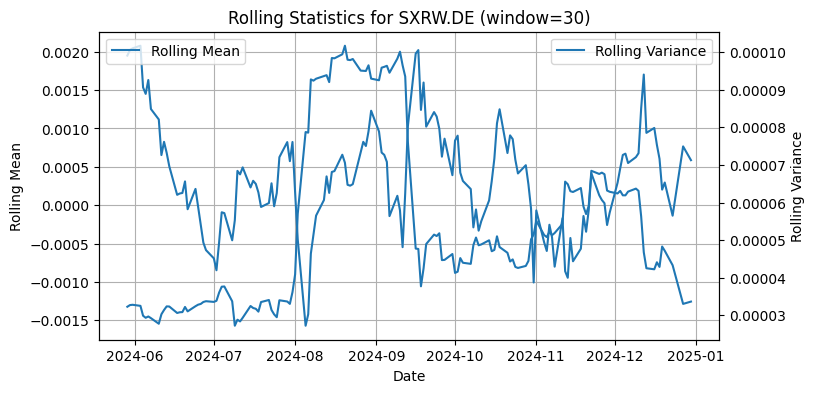 Rolling Statistics for SXRW.DE (window=30)
Rolling Mean
Rolling Variance
0.0020
0.0015
0.0010
0.0005
0.0000
−0.0005
−0.0010
−0.0015
Rolling Mean
0.00010
0.00009
0.00008
0.00007
0.00006
0.00005
0.00004
0.00003
Rolling Variance
2024-06 2024-07 2024-08 2024-09 2024-10 2024-11 2024-12 2025-01
Date